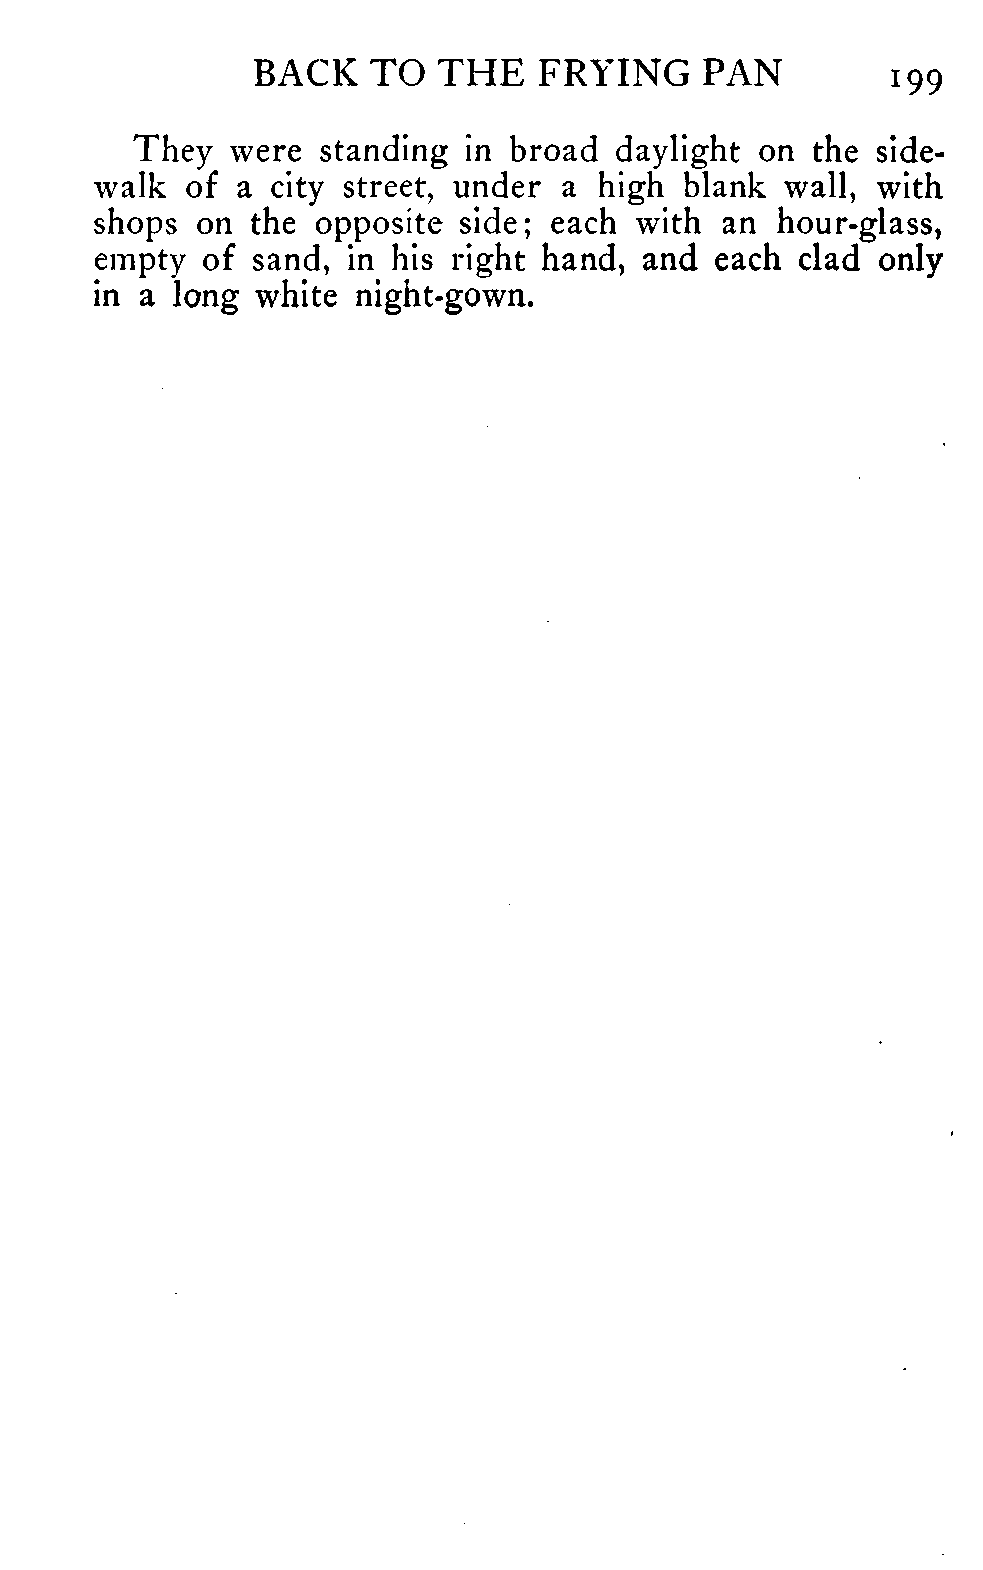 BACK TO THE FRYING PAN 199
They were standing in broad daylight on the side-
walk of a city street, under a high blank wall, with
shops on the opposite side; each with an hour-glass,
empty of sand, in his right hand, and each clad only
in a long white night-gown.